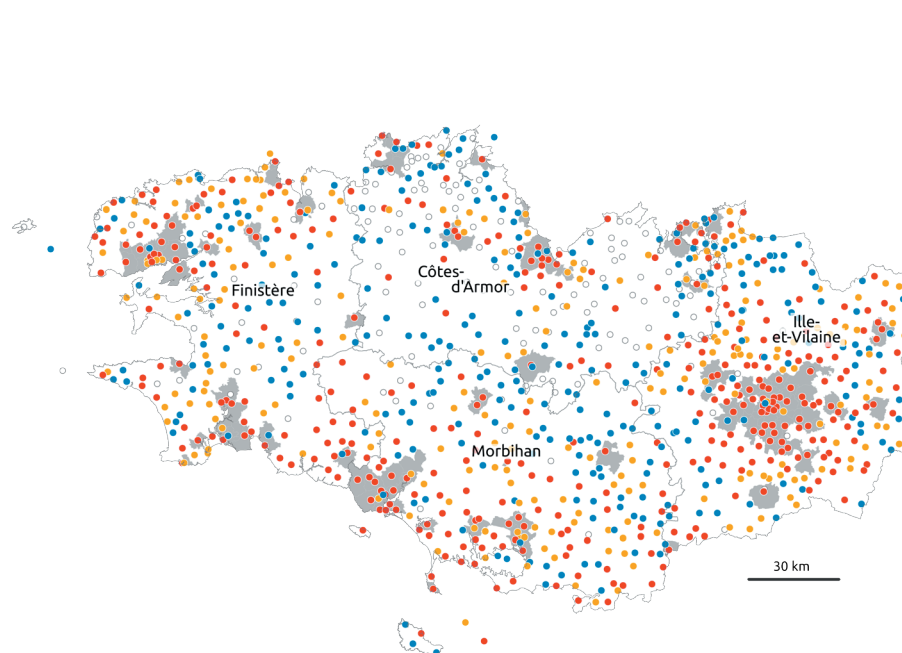 Côtes-
d'Armor
Finistère
Ille-
et-Vilaine
Morbihan
30 km